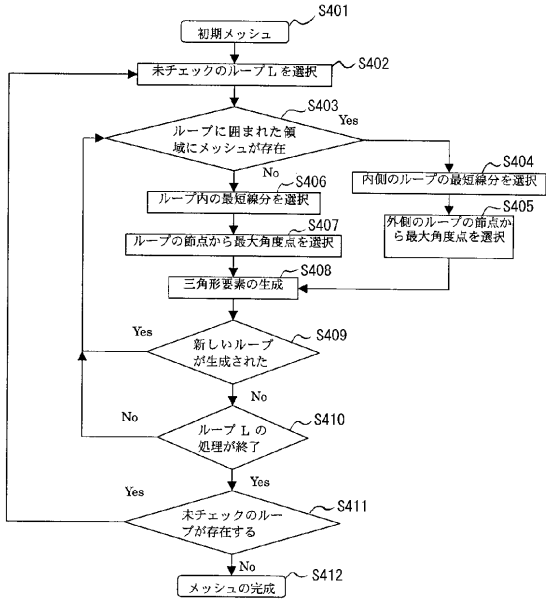 S401
初期メッシュ
S402
未チェックのループLを選択
S403
Yes
ループに囲まれた領
域にメッシュが存在
No
S404
内側のループの最短線分を選択
S406
ループ内の最短線分を選択
S405
外側のループの節点か
ら最大角度点を選択
S407
ループの節点から最大角度点を選択
S408
三角形要素の生成
Yes
S409
新しいループ
が生成された
No
No
S410
ループLの
処理が終了
Yes
Yes
S411
未チェックのルー
プが存在する
No
S412
メッシュの完成